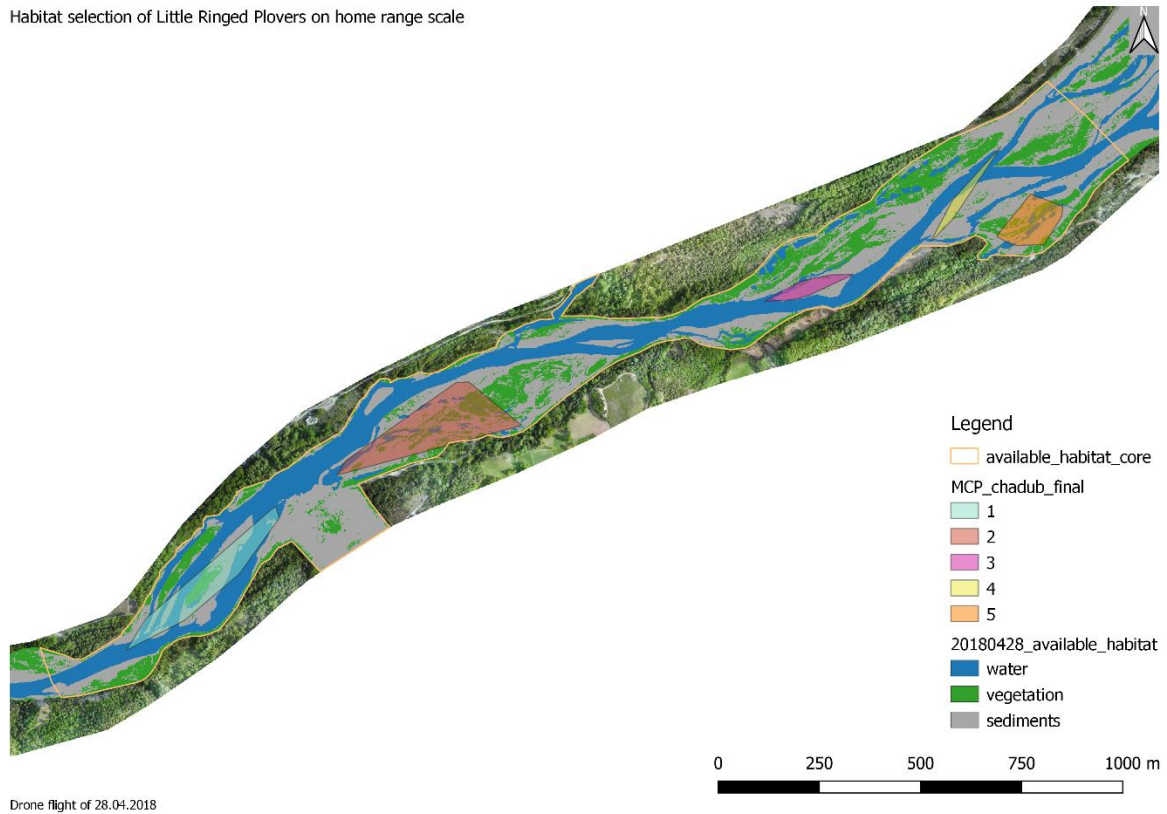 Habitat selection of Little Ringed Plovers on home range scale
N
Legend
available_habitat_core
MCP_chadub_final
1
2
3
4
5
20180428_available_habitat
water
vegetation
sediments
0 250 500 750 1000 m
Drone flight of 28.04.2018